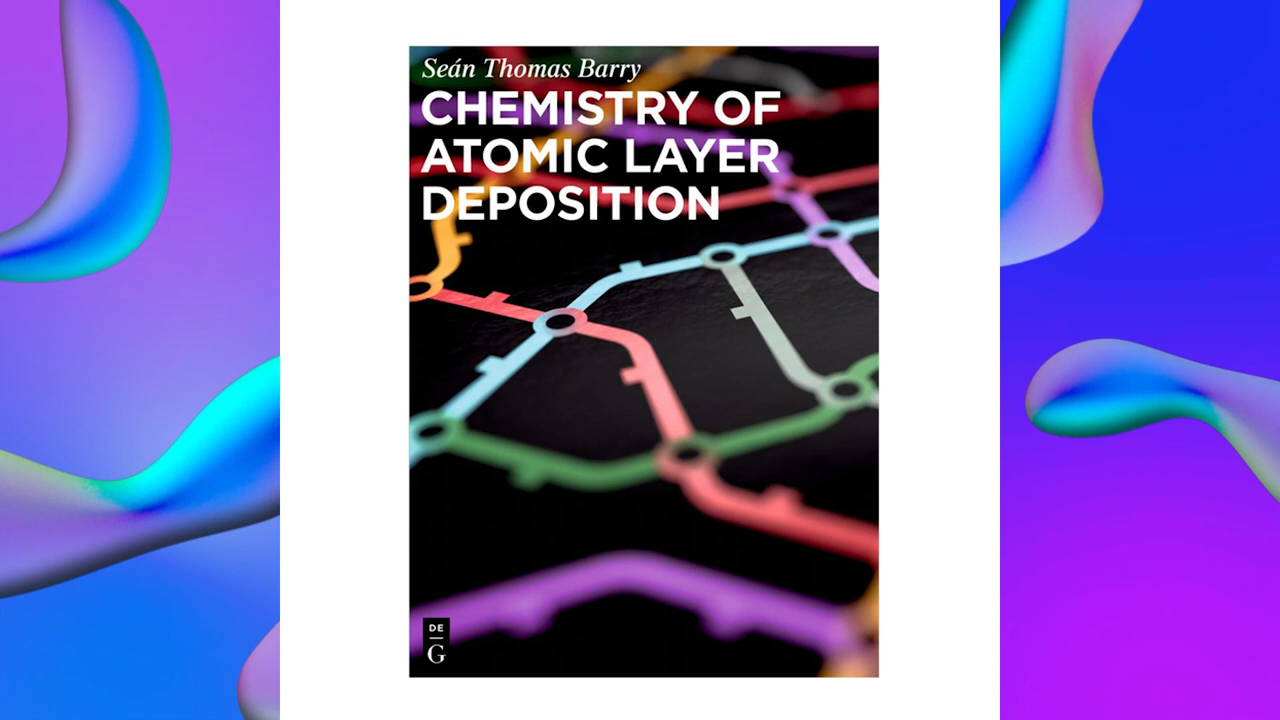 Seán Thomas Barry
CHEMISTRY OF
ATOMIC LAYER
DEPOSITION
DE
G